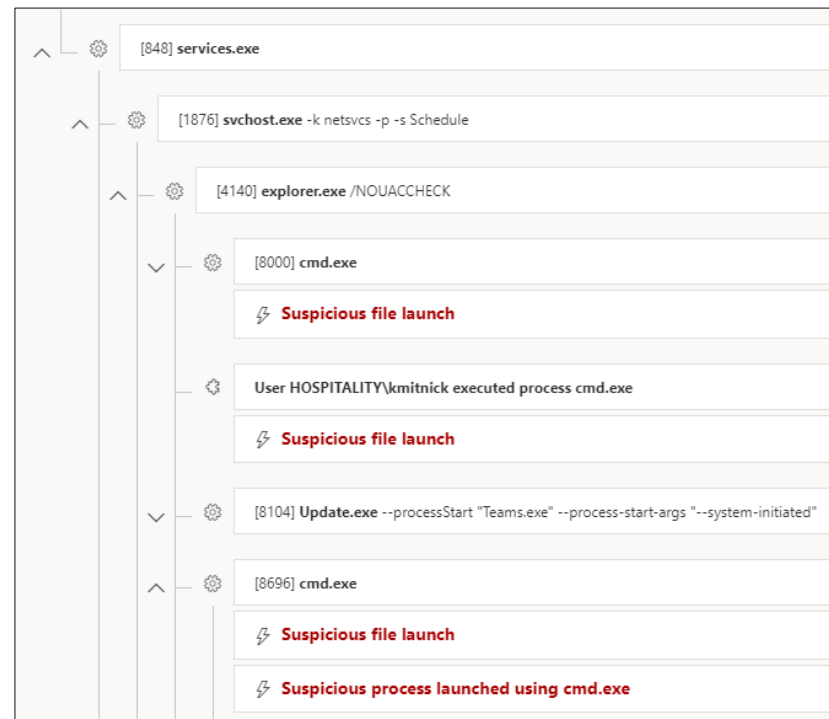 [848] services.exe
[1876] svchost.exe -k netsvcs -p -s Schedule
[4140] explorer.exe /NOUACCHECK
[8000] cmd.exe
Suspicious file launch
User HOSPITALITY\kmitnick executed process cmd.exe
Suspicious file launch
[8104] Update.exe --processStart "Teams.exe" --process-start-args "--system-initiated"
[8696] cmd.exe
Suspicious file launch
Suspicious process launched using cmd.exe